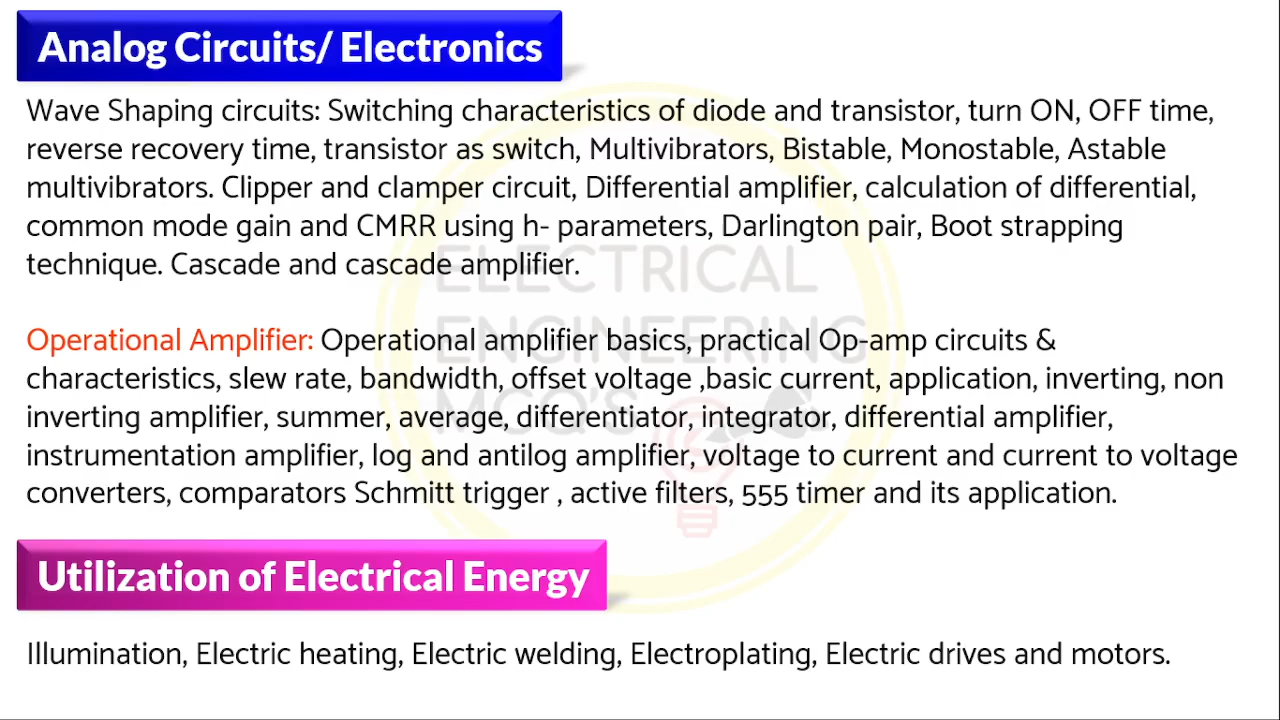 Analog Circuits/ Electronics
Wave Shaping circuits: Switching characteristics of diode and transistor, turn ON, OFF time,
reverse recovery time, transistor as switch, Multivibrators, Bistable, Monostable, Astable
multivibrators. Clipper and clamper circuit, Differential amplifier, calculation of differential,
common mode gain and CMRR using h- parameters, Darlington pair, Boot strapping
technique. Cascade and cascade amplifier.
ELECTRICAL
ENGINEERING
MCQ'S
Operational Amplifier: Operational amplifier basics, practical Op-amp circuits &
characteristics, slew rate, bandwidth, offset voltage ,basic current, application, inverting, non
inverting amplifier, summer, average, differentiator, integrator, differential amplifier,
instrumentation amplifier, log and antilog amplifier, voltage to current and current to voltage
converters, comparators Schmitt trigger , active filters, 555 timer and its application.
Utilization of Electrical Energy
Illumination, Electric heating, Electric welding, Electroplating, Electric drives and motors.